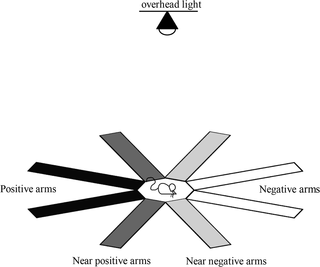 overhead light
Positive arms
Negative arms
Near positive arms
Near negative arms